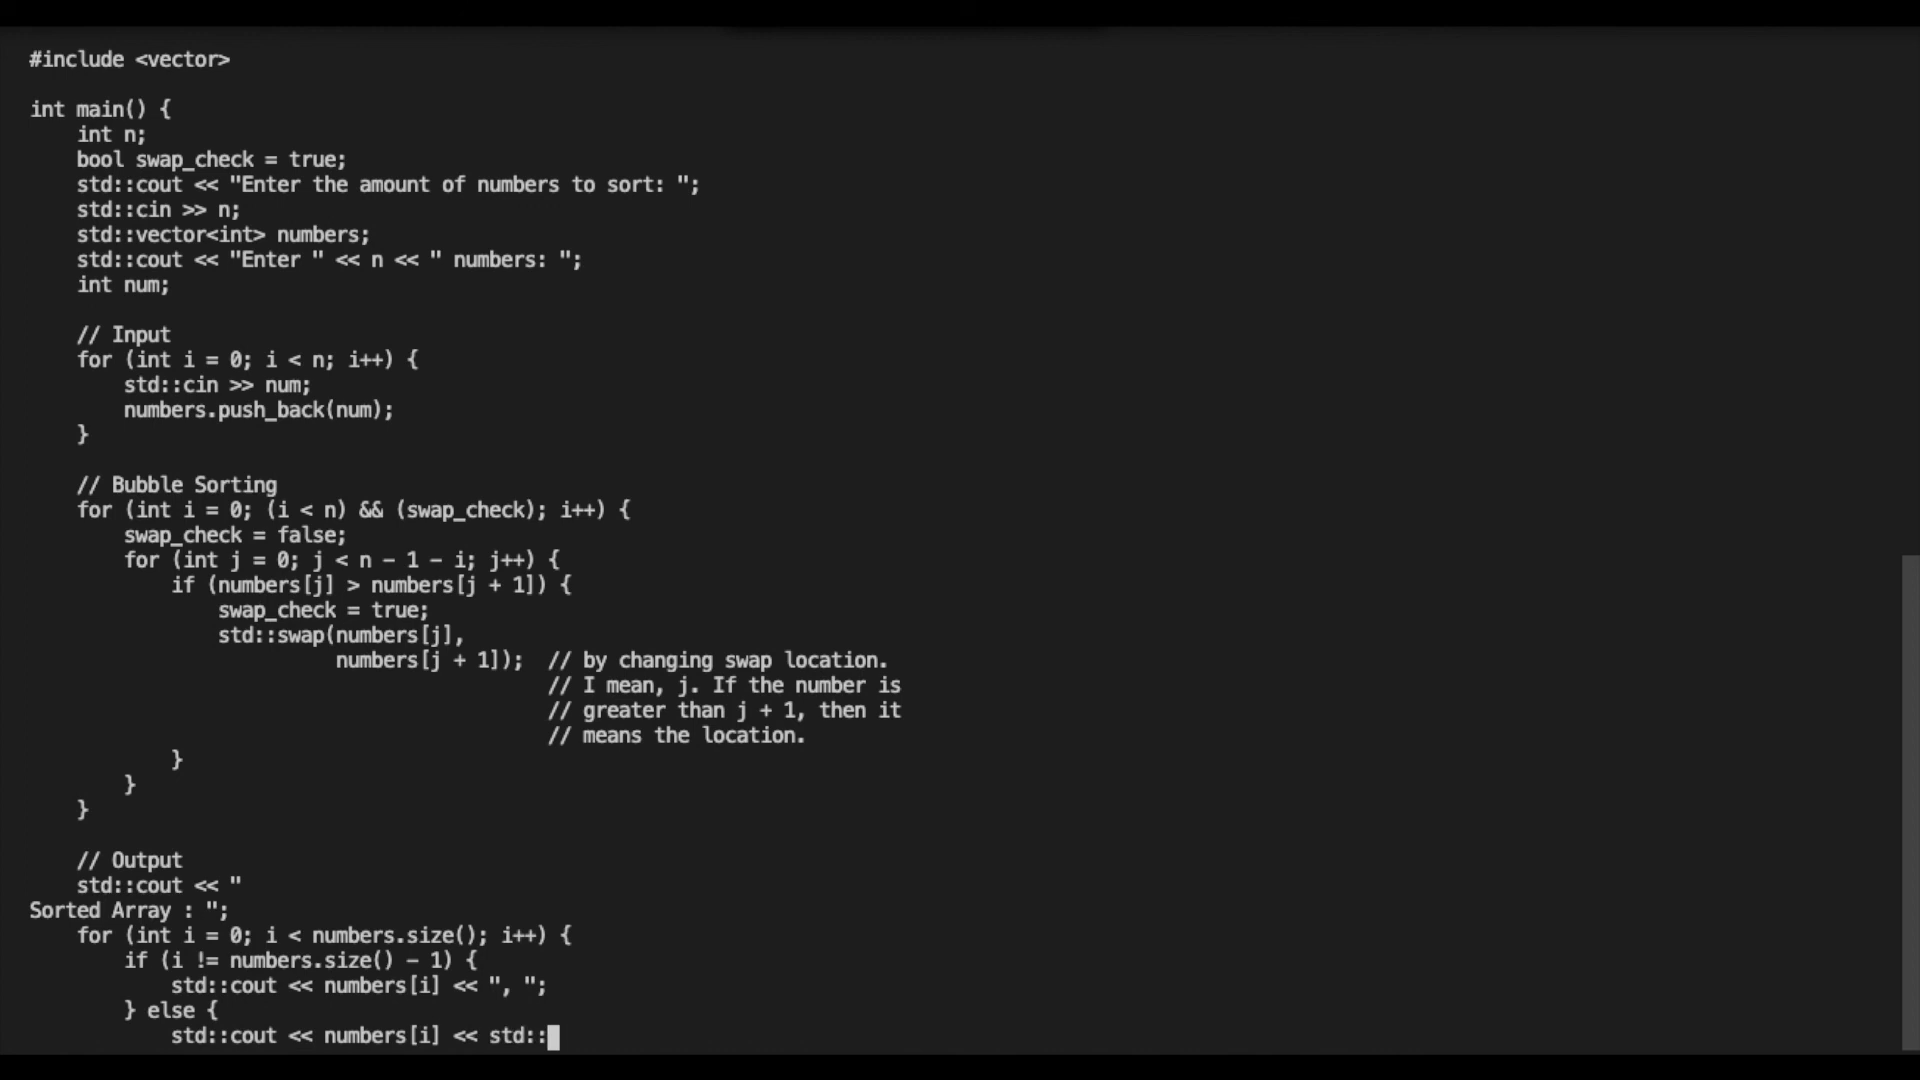 #include <vector>

int main() {
    int n;
    bool swap_check = true;
    std::cout << "Enter the amount of numbers to sort: ";
    std::cin >> n;
    std::vector<int> numbers;
    std::cout << "Enter " << n << " numbers: ";
    int num;

    // Input
    for (int i = 0; i < n; i++) {
        std::cin >> num;
        numbers.push_back(num);
    }

    // Bubble Sorting
    for (int i = 0; (i < n) && (swap_check); i++) {
        swap_check = false;
        for (int j = 0; j < n - 1 - i; j++) {
            if (numbers[j] > numbers[j + 1]) {
                swap_check = true;
                std::swap(numbers[j],
                          numbers[j + 1]);  // by changing swap location.
                                            // I mean, j. If the number is
                                            // greater than j + 1, then it
                                            // means the location.
            }
        }
    }

    // Output
    std::cout << "
Sorted Array : ";
    for (int i = 0; i < numbers.size(); i++) {
        if (i != numbers.size() - 1) {
            std::cout << numbers[i] << ", ";
        } else {
            std::cout << numbers[i] << std::